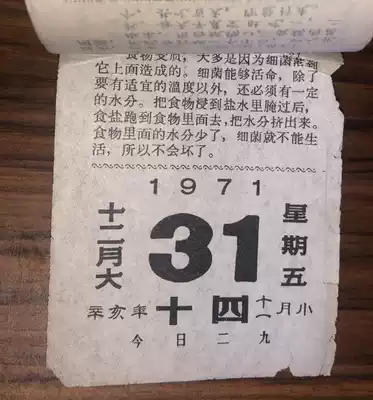 食物变质，大多是因为细菌落到
它上面造成的。细菌能够活命，除了
要有适宜的温度以外，还必须有一定
的水分。把食物浸到盐水里腌过后，
食盐跑到食物里面去，把水分挤出来。
食物里面的水分少了，细菌就不能生
活，所以不会坏了。
1971
十二月大
31
星期五
辛亥年
十四
十一月小
今日二九